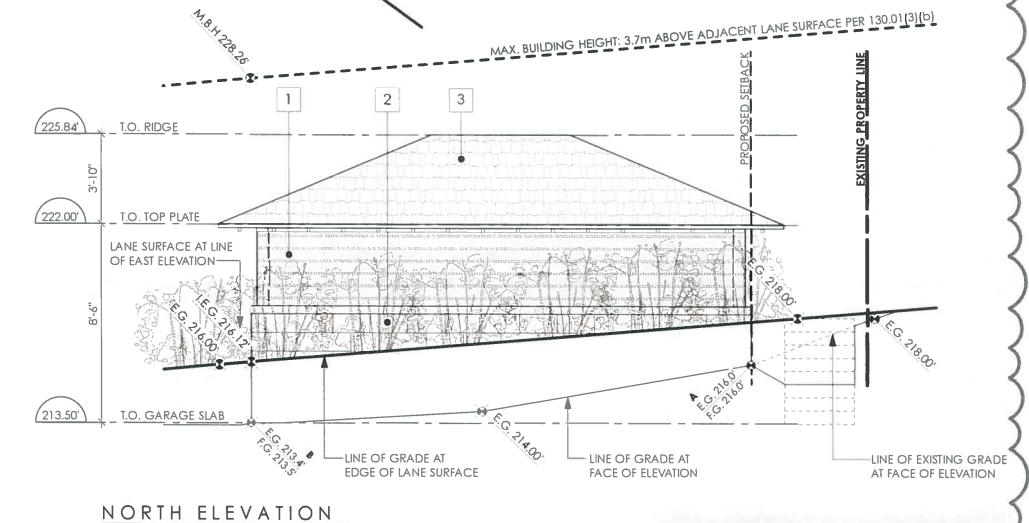 M.B.H 228.26'
MAX. BUILDING HEIGHT: 3.7m ABOVE ADJACENT LANE SURFACE PER 130.01(3)(b)
PROPOSED SETBACK
EXISTING PROPERTY LINE
1
2
3
225.84'
T.O. RIDGE
3'-10"
222.00'
T.O. TOP PLATE
LANE SURFACE AT LINE
OF EAST ELEVATION
8'-6"
I.E.G. 216.12'
E.G. 216.00'
E.G. 218.00'
E.G. 218.00'
213.50'
T.O. GARAGE SLAB
E.G. 213.4'
F.G. 213.5'
B
LINE OF GRADE AT
EDGE OF LANE SURFACE
E.G. 214.00'
LINE OF GRADE AT
FACE OF ELEVATION
A
E.G. 216.0'
F.G. 216.0'
LINE OF EXISTING GRADE
AT FACE OF ELEVATION
NORTH ELEVATION